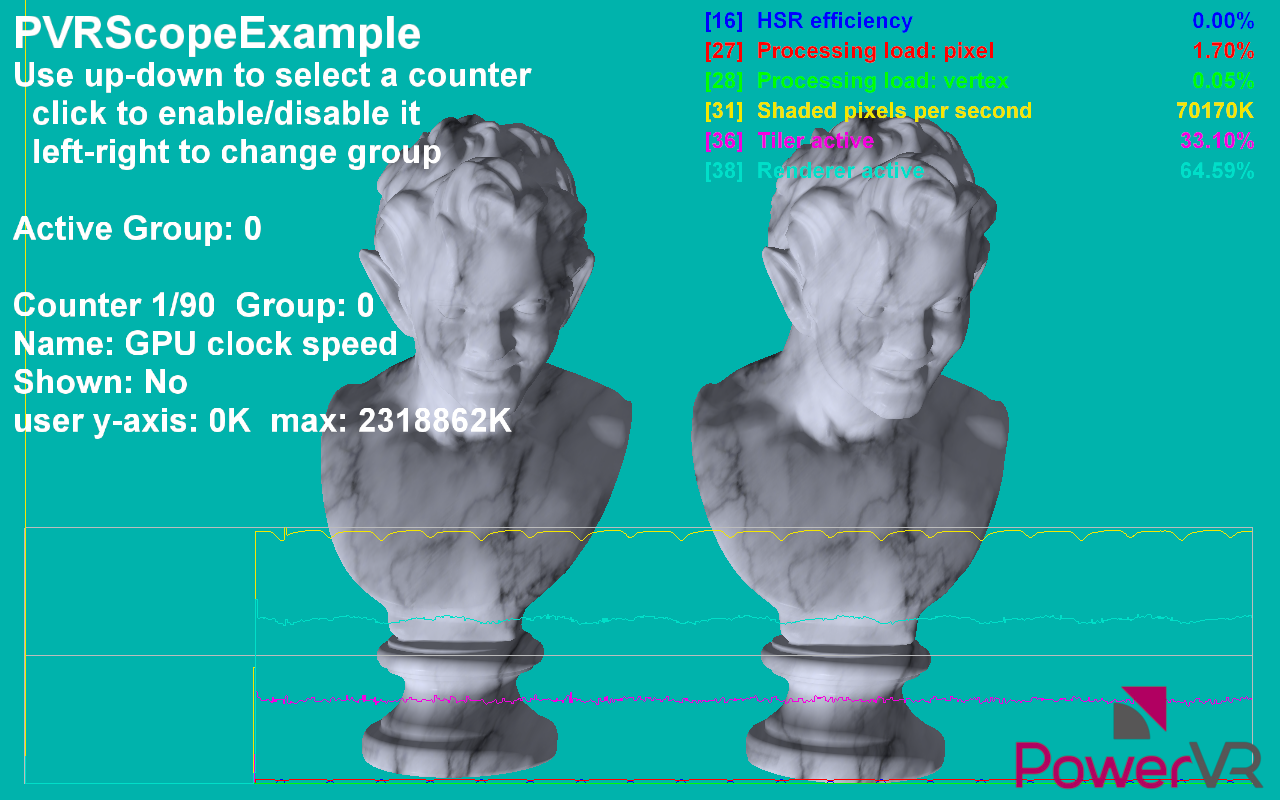 PVRScopeExample
Use up-down to select a counter
click to enable/disable it
left-right to change group
Active Group: 0
Counter 1/90 Group: 0
Name: GPU clock speed
Shown: No
user y-axis: 0K max: 2318862K
[16] HSR efficiency 0.00%
[27] Processing load: pixel 1.70%
[28] Processing load: vertex 0.05%
[31] Shaded pixels per second 70170K
[36] Tiler active 33.10%
[38] Renderer active 64.59%
PowerVR